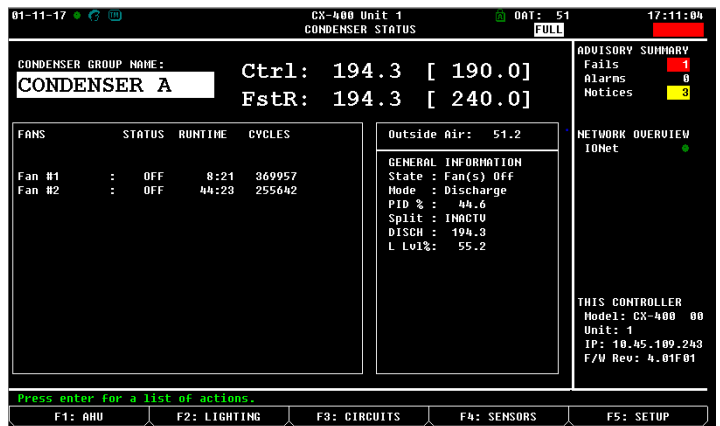 01-11-17 CX-400 Unit 1 OAT: 51 17:11:04
CONDENSER STATUS FULL
CONDENSER GROUP NAME:
CONDENSER A
Ctrl: 194.3 [ 190.0]
FstR: 194.3 [ 240.0]
ADVISORY SUMMARY
Fails 1
Alarms 0
Notices 3
FANS STATUS RUNTIME CYCLES
Fan #1 : OFF 8:21 369957
Fan #2 : OFF 44:23 255642
Outside Air: 51.2
GENERAL INFORMATION
State : Fan(s) Off
Mode : Discharge
PID % : 44.6
Split : INACTV
DISCH : 194.3
L Lvl%: 55.2
NETWORK OVERVIEW
IONet
THIS CONTROLLER
Model: CX-400 00
Unit: 1
IP: 10.45.109.243
F/W Rev: 4.01F01
Press enter for a list of actions.
F1: AHU F2: LIGHTING F3: CIRCUITS F4: SENSORS F5: SETUP